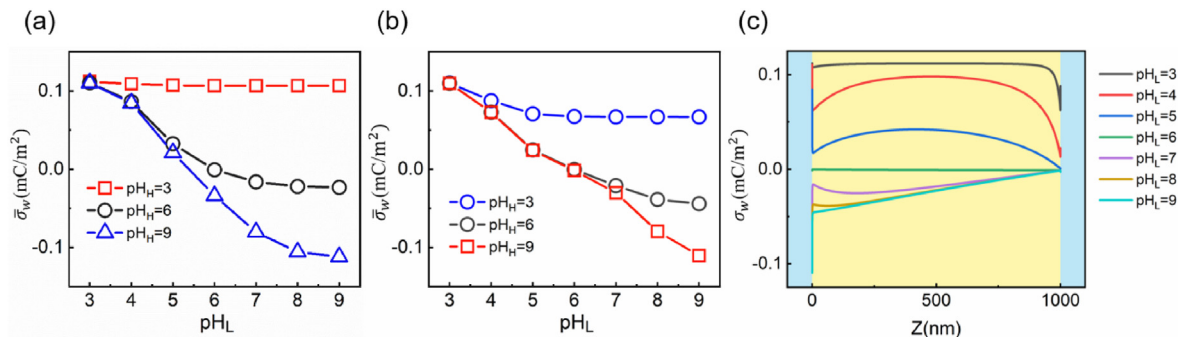 (a)
0.1
0.0
-0.1
σ̄w(mC/m²)
pHH=3
pHH=6
pHH=9
3 4 5 6 7 8 9
pHL
(b)
0.1
0.0
-0.1
σ̄w(mC/m²)
pHH=3
pHH=6
pHH=9
3 4 5 6 7 8 9
pHL
(c)
0.1
0.0
-0.1
σw(mC/m²)
0 500 1000
Z(nm)
pHL=3
pHL=4
pHL=5
pHL=6
pHL=7
pHL=8
pHL=9